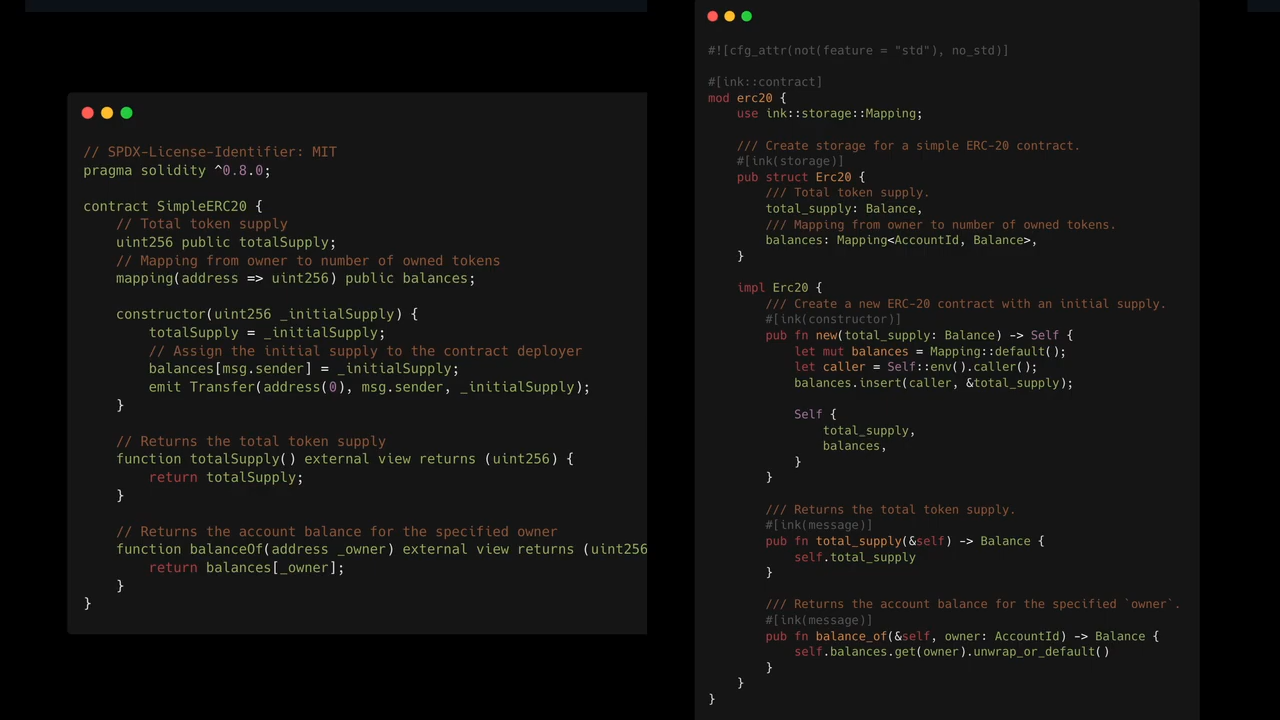 // SPDX-License-Identifier: MIT
pragma solidity ^0.8.0;

contract SimpleERC20 {
    // Total token supply
    uint256 public totalSupply;
    // Mapping from owner to number of owned tokens
    mapping(address => uint256) public balances;

    constructor(uint256 _initialSupply) {
        totalSupply = _initialSupply;
        // Assign the initial supply to the contract deployer
        balances[msg.sender] = _initialSupply;
        emit Transfer(address(0), msg.sender, _initialSupply);
    }

    // Returns the total token supply
    function totalSupply() external view returns (uint256) {
        return totalSupply;
    }

    // Returns the account balance for the specified owner
    function balanceOf(address _owner) external view returns (uint256
        return balances[_owner];
    }
}

#![cfg_attr(not(feature = "std"), no_std)]

#[ink::contract]
mod erc20 {
    use ink::storage::Mapping;

    /// Create storage for a simple ERC-20 contract.
    #[ink(storage)]
    pub struct Erc20 {
        /// Total token supply.
        total_supply: Balance,
        /// Mapping from owner to number of owned tokens.
        balances: Mapping<AccountId, Balance>,
    }

    impl Erc20 {
        /// Create a new ERC-20 contract with an initial supply.
        #[ink(constructor)]
        pub fn new(total_supply: Balance) -> Self {
            let mut balances = Mapping::default();
            let caller = Self::env().caller();
            balances.insert(caller, &total_supply);

            Self {
                total_supply,
                balances,
            }
        }

        /// Returns the total token supply.
        #[ink(message)]
        pub fn total_supply(&self) -> Balance {
            self.total_supply
        }

        /// Returns the account balance for the specified `owner`.
        #[ink(message)]
        pub fn balance_of(&self, owner: AccountId) -> Balance {
            self.balances.get(owner).unwrap_or_default()
        }
    }
}